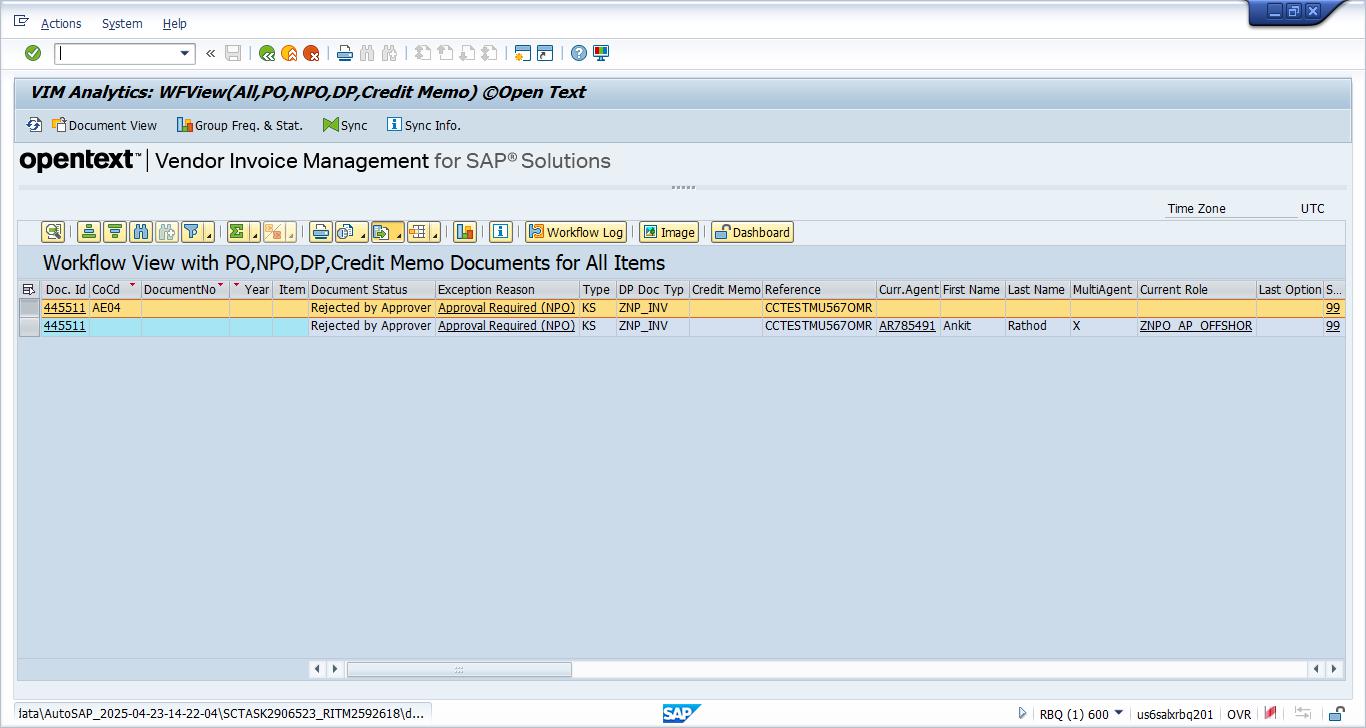 Actions System Help
VIM Analytics: WFView(All,PO,NPO,DP,Credit Memo) ©Open Text
Document View Group Freq. & Stat. Sync Sync Info.
opentext™ | Vendor Invoice Management for SAP® Solutions
Time Zone UTC
Workflow Log Image Dashboard
Workflow View with PO,NPO,DP,Credit Memo Documents for All Items
Doc. Id CoCd DocumentNo Year Item Document Status Exception Reason Type DP Doc Typ Credit Memo Reference Curr.Agent First Name Last Name MultiAgent Current Role Last Option S...
445511 AE04 Rejected by Approver Approval Required (NPO) KS ZNP_INV CCTESTMU567OMR 99
445511 Rejected by Approver Approval Required (NPO) KS ZNP_INV CCTESTMU567OMR AR785491 Ankit Rathod X ZNPO_AP_OFFSHOR 99
data\AutoSAP_2025-04-23-14-22-04\SCTASK2906523_RITM2592618\d... SAP RBQ (1) 600 us6salxrbq201 OVR